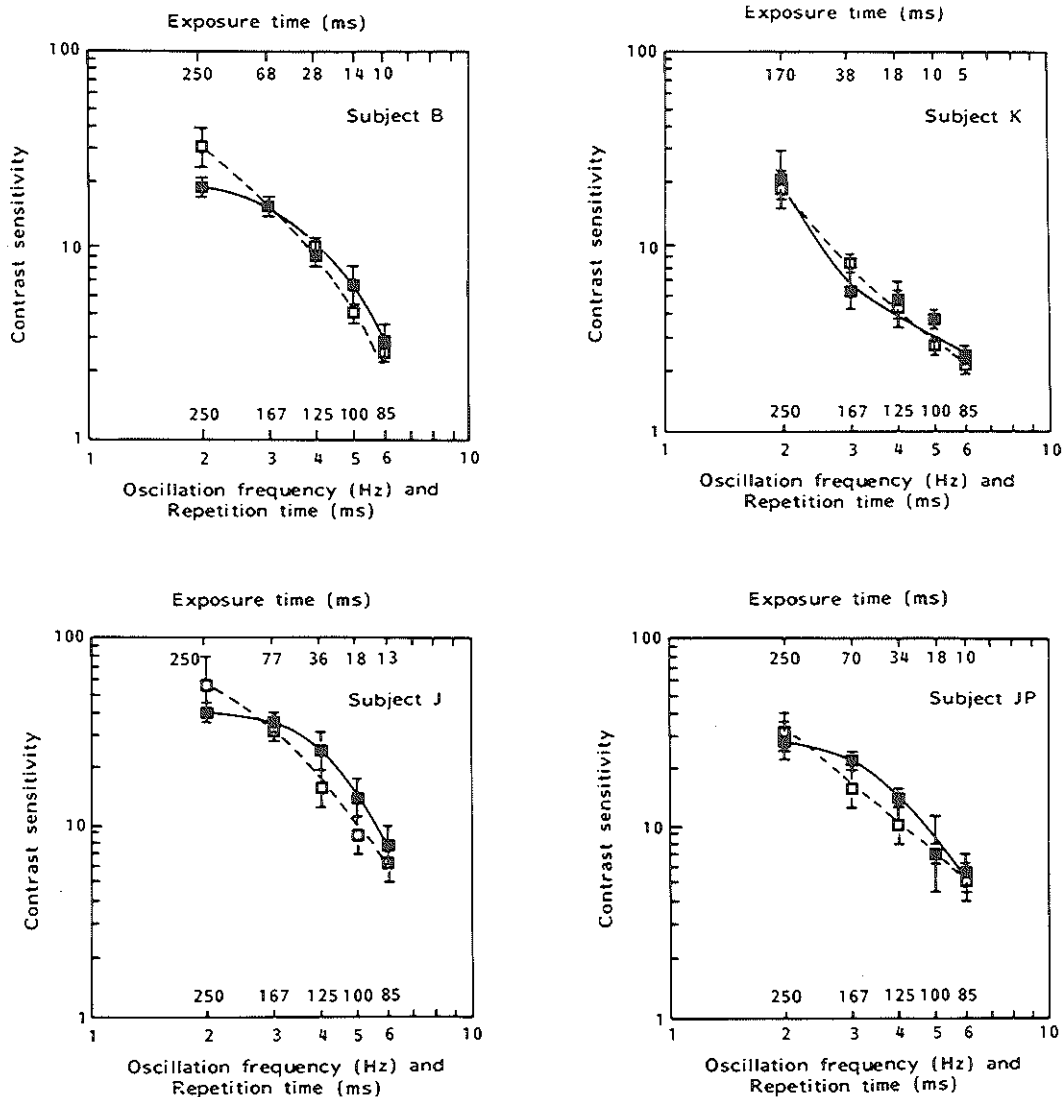 Exposure time (ms)
100
250 68 28 14 10
Subject B
Contrast sensitivity
10
250 167 125 100 85
1
1 2 3 4 5 6 10
Oscillation frequency (Hz) and
Repetition time (ms)
Exposure time (ms)
100
170 38 18 10 5
Subject K
Contrast sensitivity
10
250 167 125 100 85
1
1 2 3 4 5 6 10
Oscillation frequency (Hz) and
Repetition time (ms)
Exposure time (ms)
100
250 77 36 18 13
Subject J
Contrast sensitivity
10
250 167 125 100 85
1
1 2 3 4 5 6 10
Oscillation frequency (Hz) and
Repetition time (ms)
Exposure time (ms)
100
250 70 34 18 10
Subject JP
Contrast sensitivity
10
250 167 125 100 85
1
1 2 3 4 5 6 10
Oscillation frequency (Hz) and
Repetition time (ms)